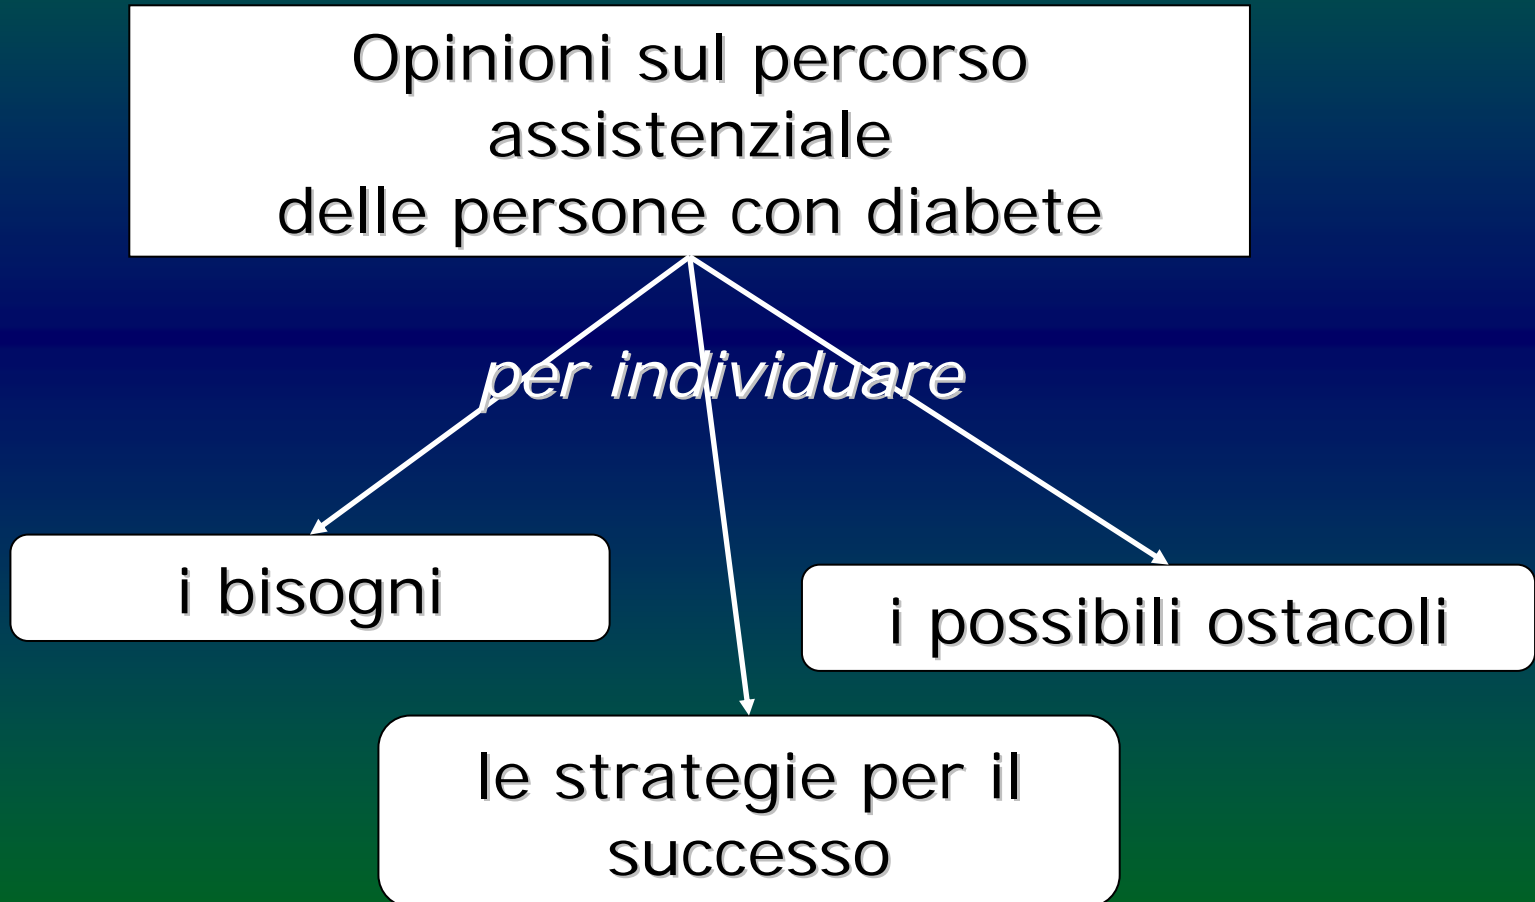 Opinioni sul percorso
assistenziale
delle persone con diabete
per individuare
i bisogni
i possibili ostacoli
le strategie per il
successo